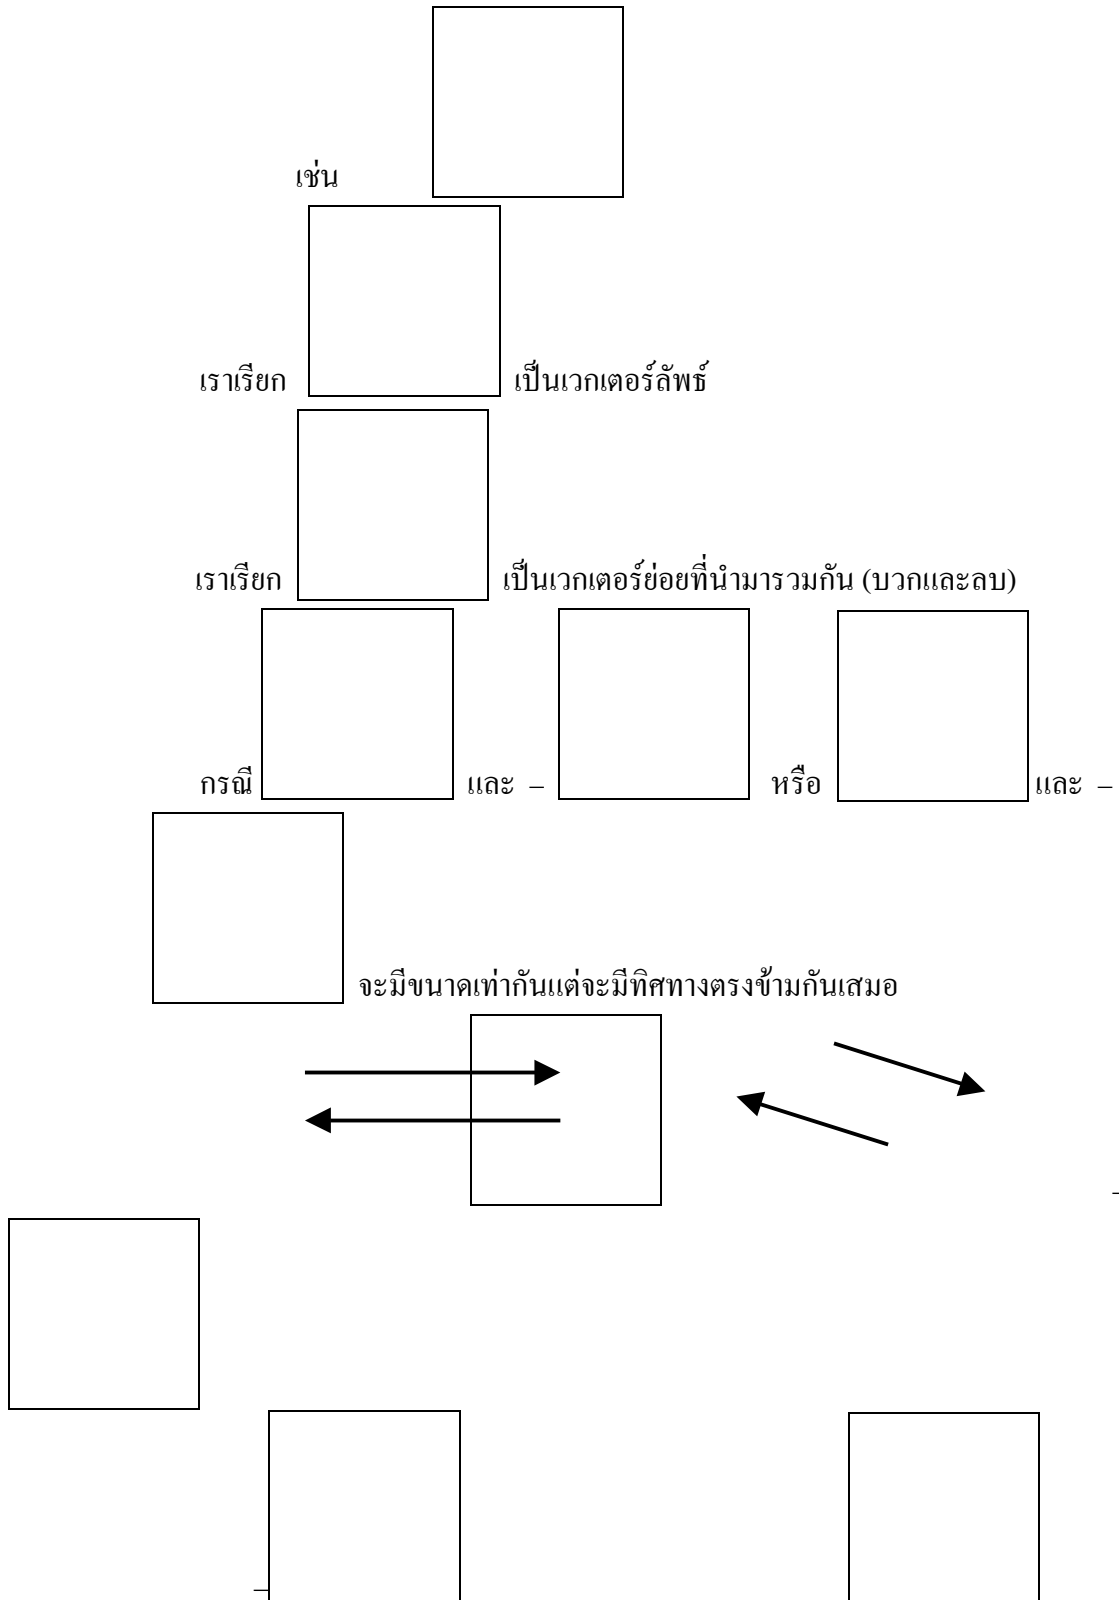 เช่น
เราเรียก เป็นเวกเตอร์ลัพธ์
เราเรียก เป็นเวกเตอร์ย่อยที่นำมารวมกัน (บวกและลบ)
กรณี และ – หรือ และ –
จะมีขนาดเท่ากันแต่จะมีทิศทางตรงข้ามกันเสมอ
–
–